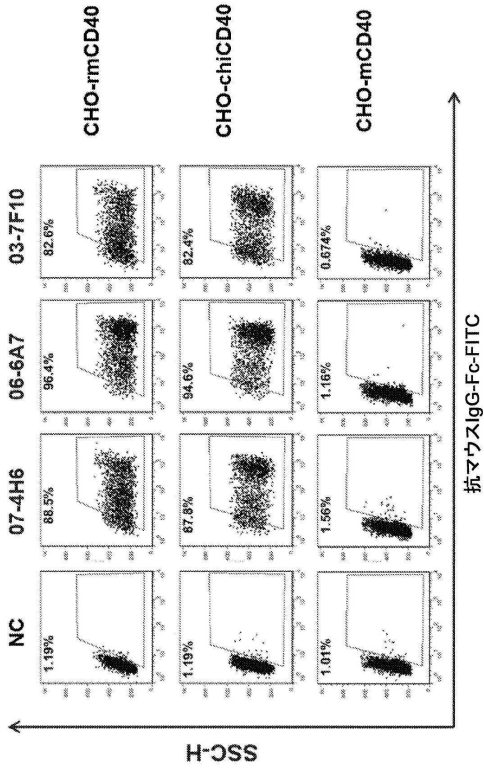 NC 07-4H6 06-6A7 03-7F10
1.19% 88.5% 96.4% 82.6% CHO-rmCD40
1.19% 87.8% 94.6% 82.4% CHO-chiCD40
1.01% 1.56% 1.16% 0.674% CHO-mCD40
SSC-H
抗マウスIgG-Fc-FITC